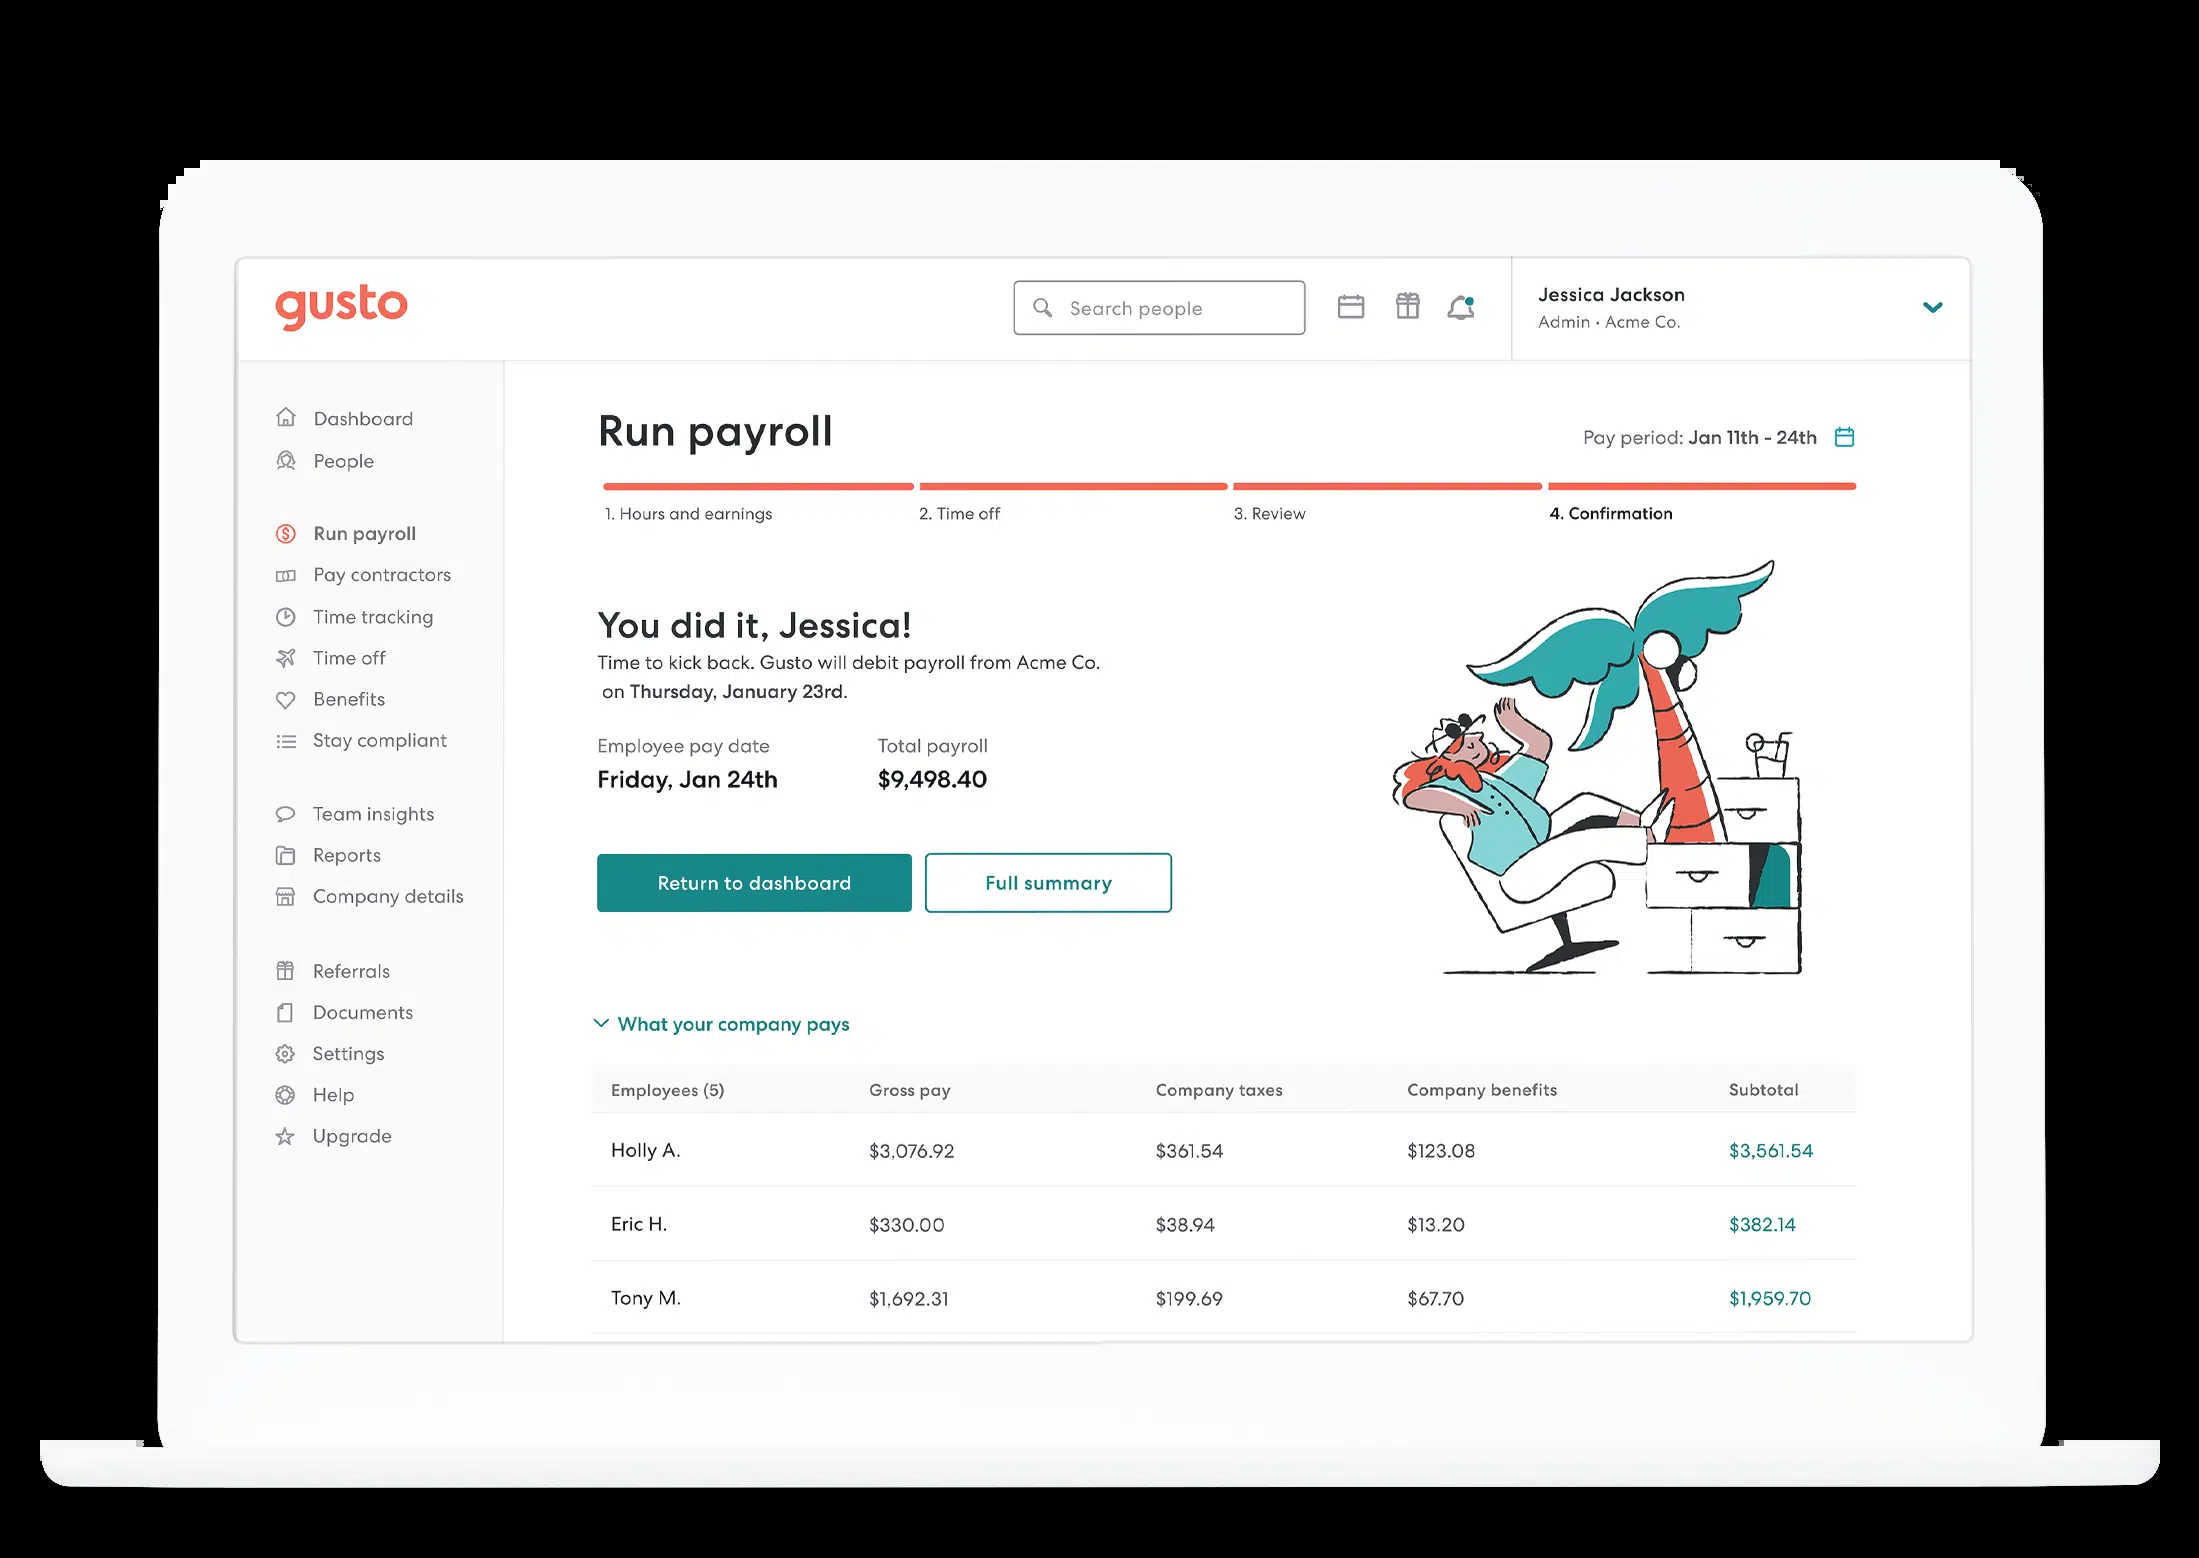 gusto
Search people
Jessica Jackson
Admin • Acme Co.
Dashboard
People
Run payroll
Pay contractors
Time tracking
Time off
Benefits
Stay compliant
Team insights
Reports
Company details
Referrals
Documents
Settings
Help
Upgrade
Run payroll
Pay period: Jan 11th - 24th
1. Hours and earnings
2. Time off
3. Review
4. Confirmation
You did it, Jessica!
Time to kick back. Gusto will debit payroll from Acme Co.
on Thursday, January 23rd.
Employee pay date
Friday, Jan 24th
Total payroll
$9,498.40
Return to dashboard
Full summary
What your company pays
Employees (5) Gross pay Company taxes Company benefits Subtotal
Holly A. $3,076.92 $361.54 $123.08 $3,561.54
Eric H. $330.00 $38.94 $13.20 $382.14
Tony M. $1,692.31 $199.69 $67.70 $1,959.70